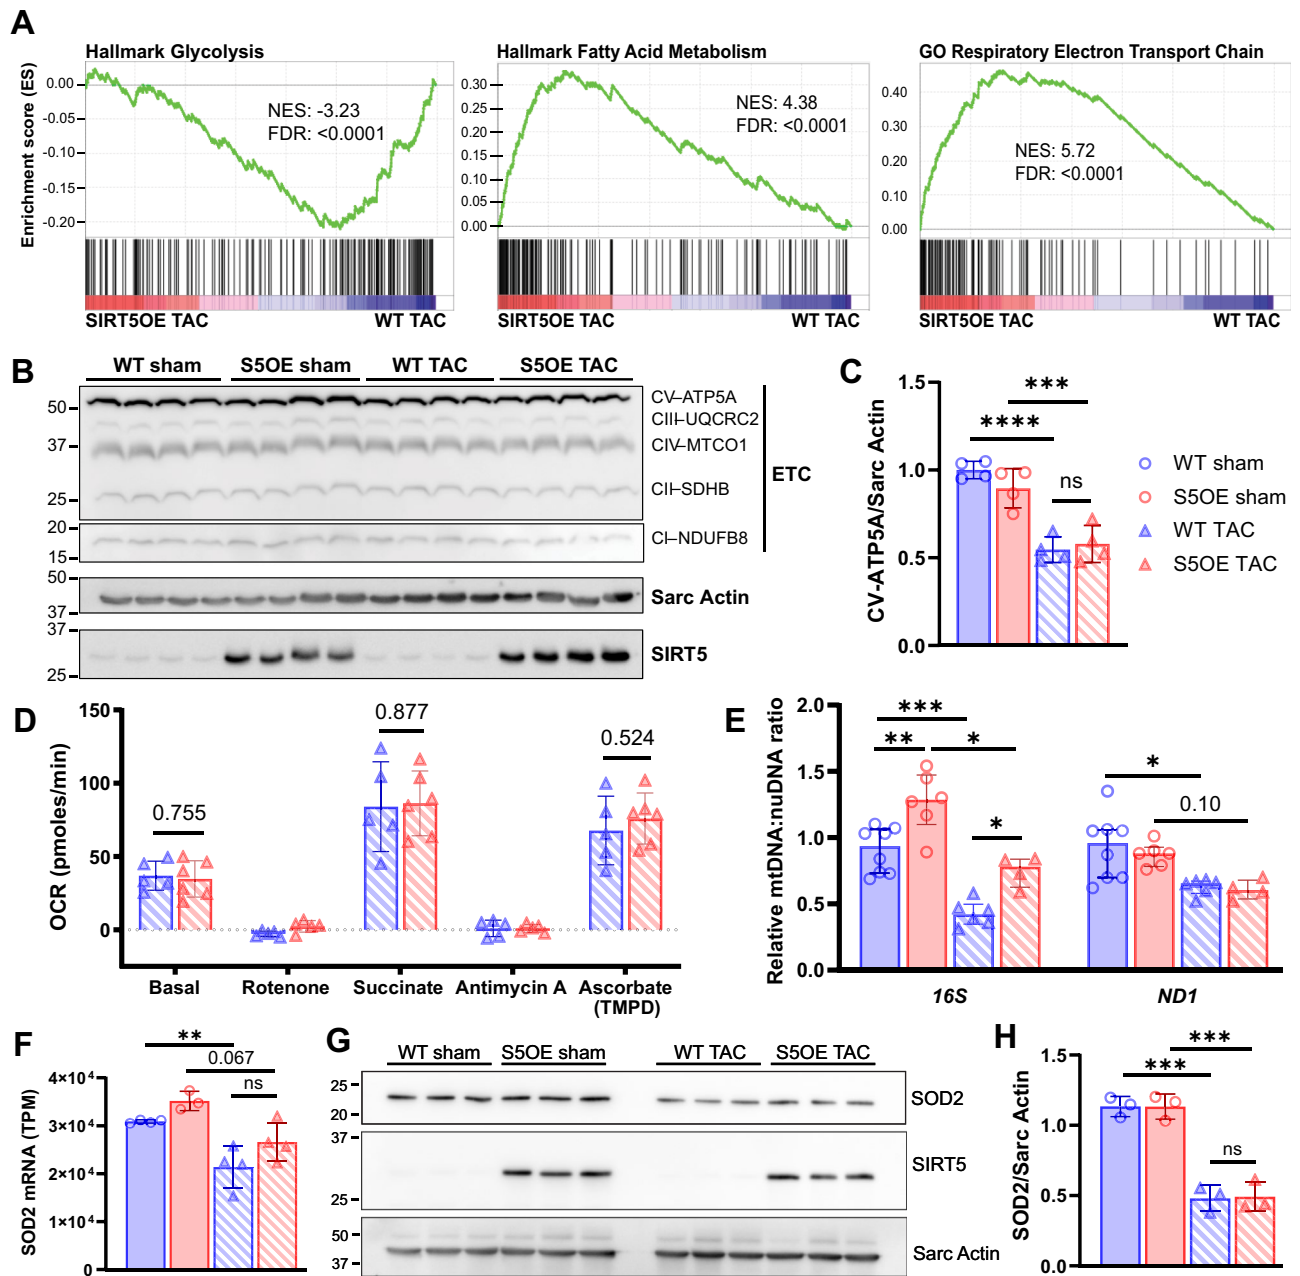 A
Hallmark Glycolysis
Hallmark Fatty Acid Metabolism
GO Respiratory Electron Transport Chain
Enrichment score (ES)
0.00
-0.05
-0.10
-0.15
-0.20
NES: -3.23
FDR: <0.0001
SIRT5OE TAC
WT TAC
0.30
0.25
0.20
0.15
0.10
0.05
0.00
NES: 4.38
FDR: <0.0001
SIRT5OE TAC
WT TAC
0.40
0.30
0.20
0.10
0.00
NES: 5.72
FDR: <0.0001
SIRT5OE TAC
WT TAC
B
WT sham
S5OE sham
WT TAC
S5OE TAC
50
37
25
20
15
50
37
37
25
CV–ATP5A
CIII–UQCRC2
CIV–MTCO1
CII–SDHB
CI–NDUFB8
ETC
Sarc Actin
SIRT5
C
CV-ATP5A/Sarc Actin
1.5
1.0
0.5
0.0
***
****
ns
WT sham
S5OE sham
WT TAC
S5OE TAC
D
OCR (pmoles/min)
150
100
50
0
0.755
0.877
0.524
Basal
Rotenone
Succinate
Antimycin A
Ascorbate
(TMPD)
E
Relative mtDNA:nuDNA ratio
2.0
1.5
1.0
0.5
0.0
***
**
*
*
*
0.10
16S
ND1
F
SOD2 mRNA (TPM)
4×10⁴
3×10⁴
2×10⁴
1×10⁴
0
**
0.067
ns
G
WT sham
S5OE sham
WT TAC
S5OE TAC
25
20
37
25
50
37
SOD2
SIRT5
Sarc Actin
H
SOD2/Sarc Actin
1.5
1.0
0.5
0.0
***
***
ns